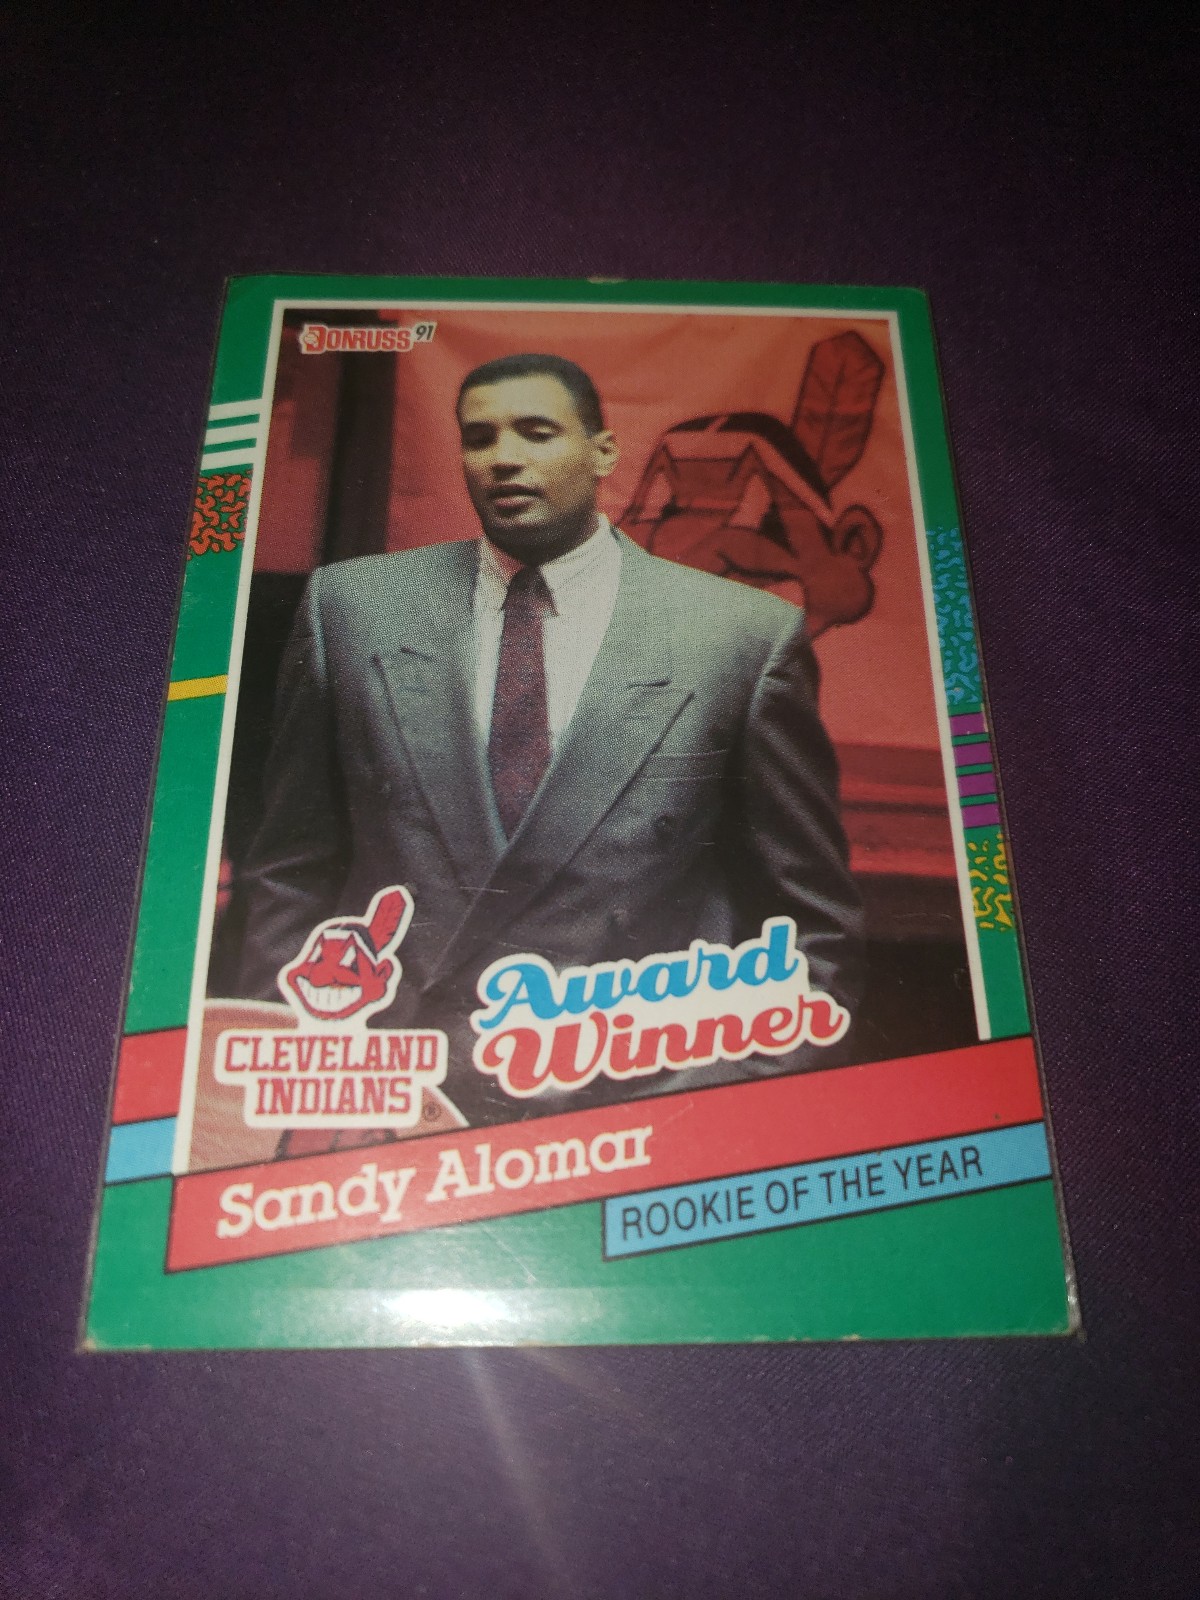 DONRUSS 91
Award
Winner
CLEVELAND
INDIANS ®
Sandy Alomar
ROOKIE OF THE YEAR